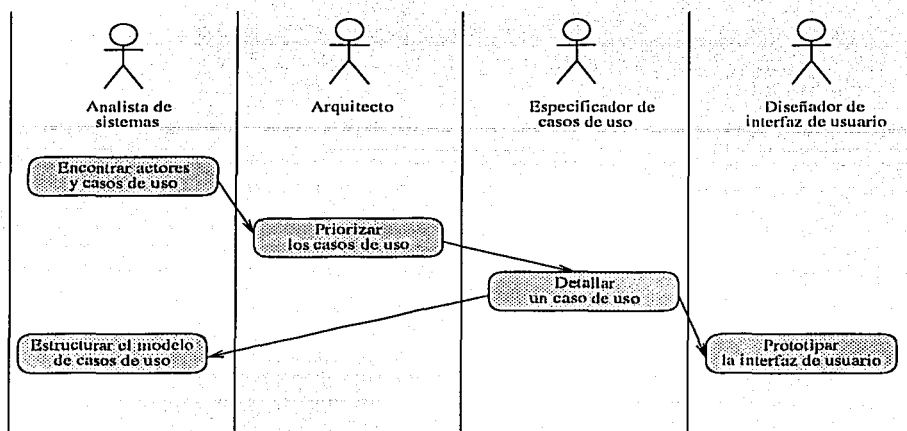 Analista de
sistemas
Arquitecto
Especificador de
casos de uso
Diseñador de
interfaz de usuario
Encontrar actores
y casos de uso
Priorizar
los casos de uso
Detallar
un caso de uso
Estructurar el modelo
de casos de uso
Prototipar
la interfaz de usuario